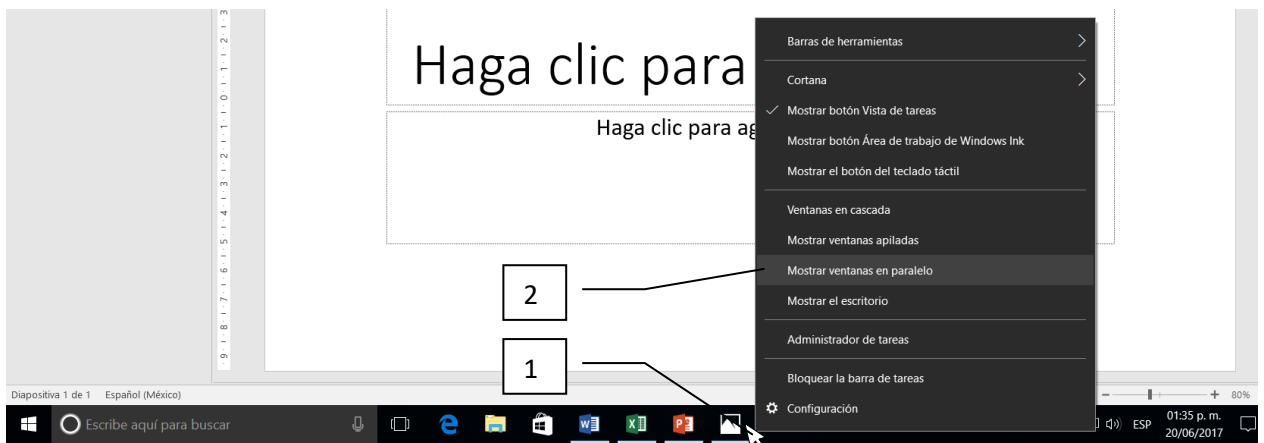 Haga clic para
Haga clic para ag
Barras de herramientas
Cortana
Mostrar botón Vista de tareas
Mostrar botón Área de trabajo de Windows Ink
Mostrar el botón del teclado táctil
Ventanas en cascada
Mostrar ventanas apiladas
Mostrar ventanas en paralelo
Mostrar el escritorio
Administrador de tareas
Bloquear la barra de tareas
Configuración
2
1
Diapositiva 1 de 1 Español (México)
80%
Escribe aquí para buscar
ESP
01:35 p. m.
20/06/2017